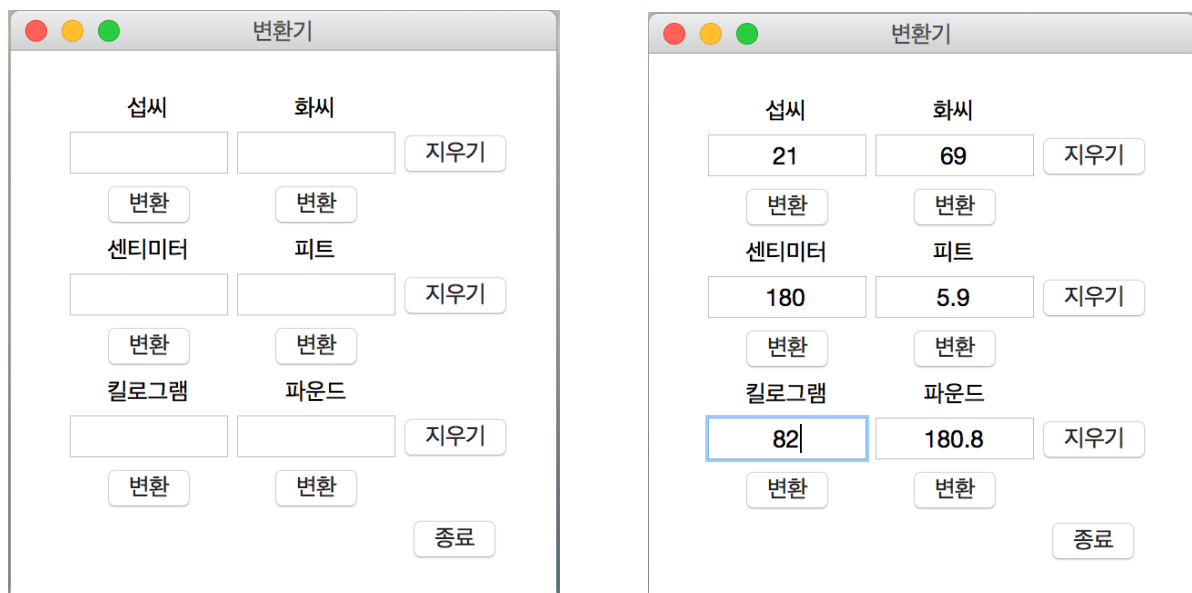 변환기
섭씨 화씨
지우기
변환 변환
센티미터 피트
지우기
변환 변환
킬로그램 파운드
지우기
변환 변환
종료
변환기
섭씨 화씨
21 69 지우기
변환 변환
센티미터 피트
180 5.9 지우기
변환 변환
킬로그램 파운드
82 180.8 지우기
변환 변환
종료